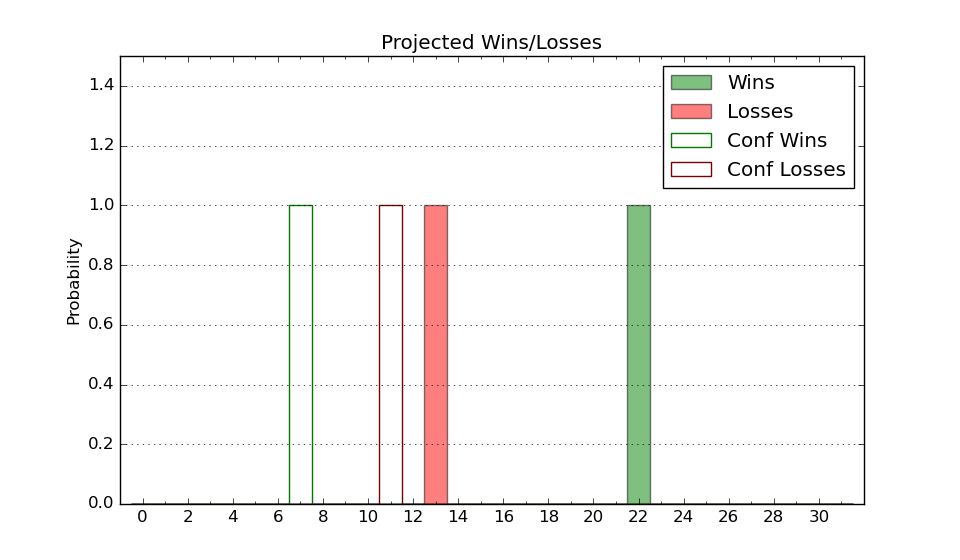 Projected Wins/Losses
1.4
1.2
1.0
0.8
0.6
0.4
0.2
0.0
Probability
Wins
Losses
Conf Wins
Conf Losses
0 2 4 6 8 10 12 14 16 18 20 22 24 26 28 30